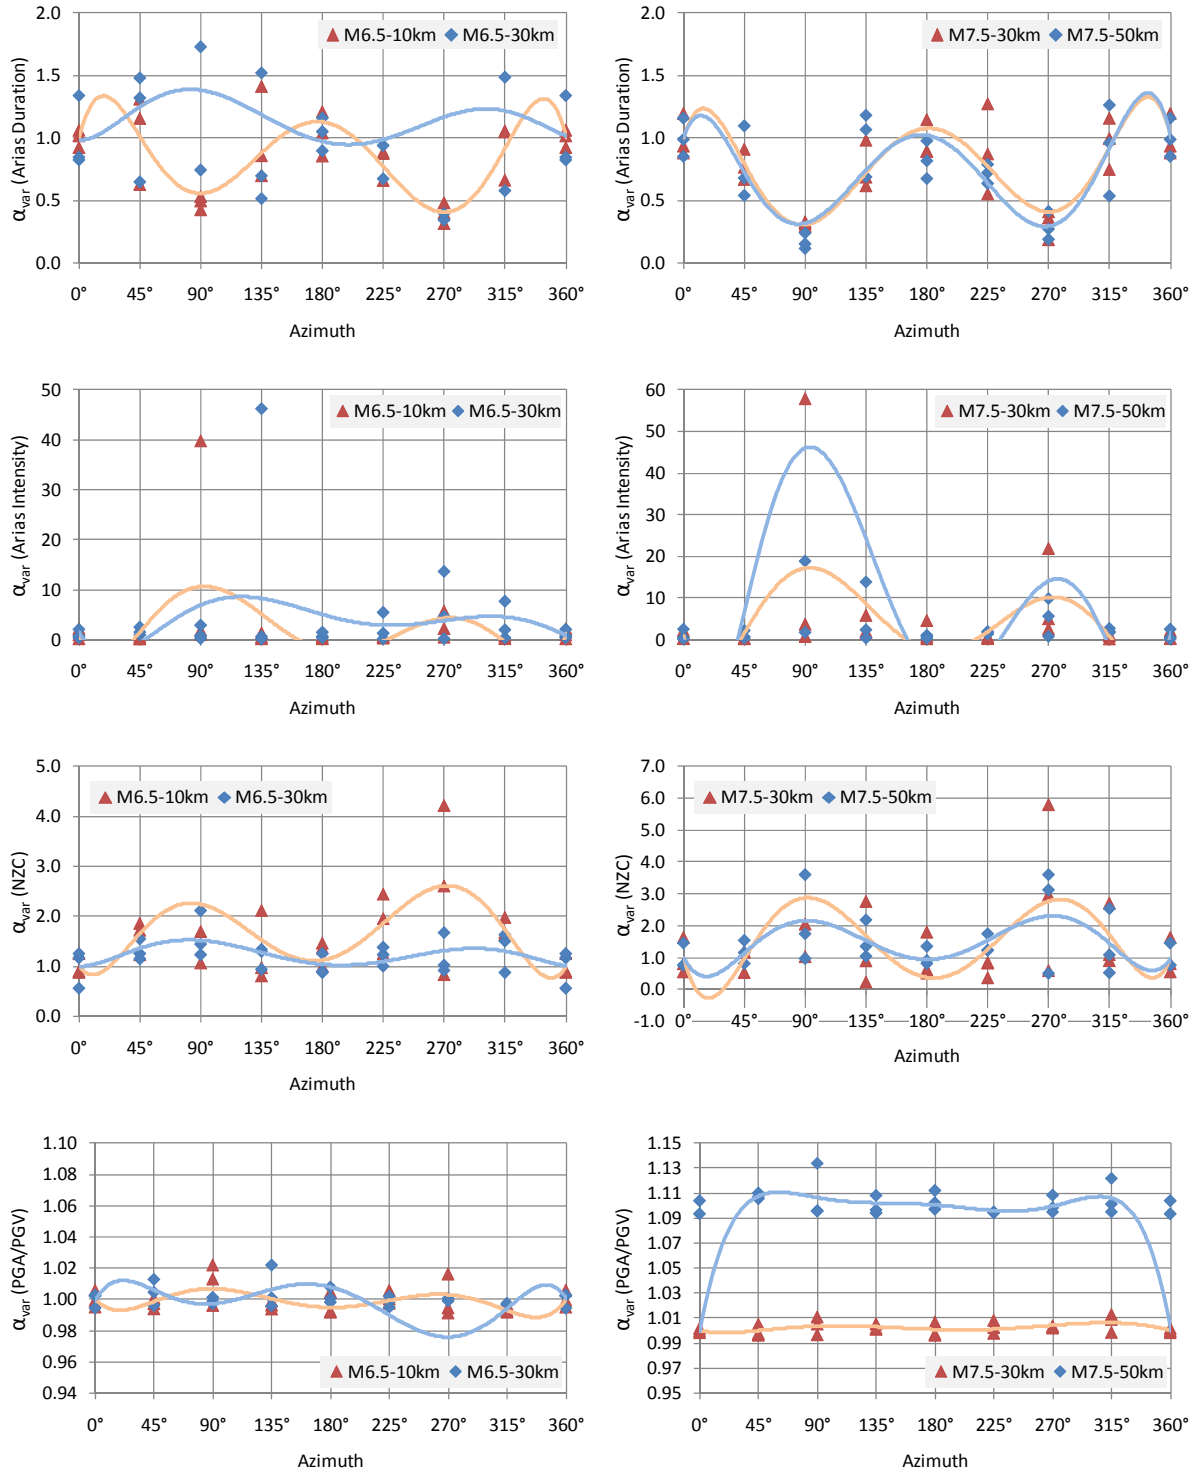 2.0
1.5
1.0
0.5
0.0
α_var (Arias Duration)
M6.5-10km M6.5-30km
0° 45° 90° 135° 180° 225° 270° 315° 360°
Azimuth
2.0
1.5
1.0
0.5
0.0
α_var (Arias Duration)
M7.5-30km M7.5-50km
0° 45° 90° 135° 180° 225° 270° 315° 360°
Azimuth
50
40
30
20
10
0
α_var (Arias Intensity)
M6.5-10km M6.5-30km
0° 45° 90° 135° 180° 225° 270° 315° 360°
Azimuth
60
50
40
30
20
10
0
α_var (Arias Intensity)
M7.5-30km M7.5-50km
0° 45° 90° 135° 180° 225° 270° 315° 360°
Azimuth
5.0
4.0
3.0
2.0
1.0
0.0
α_var (NZC)
M6.5-10km M6.5-30km
0° 45° 90° 135° 180° 225° 270° 315° 360°
Azimuth
7.0
6.0
5.0
4.0
3.0
2.0
1.0
0.0
-1.0
α_var (NZC)
M7.5-30km M7.5-50km
0° 45° 90° 135° 180° 225° 270° 315° 360°
Azimuth
1.10
1.08
1.06
1.04
1.02
1.00
0.98
0.96
0.94
α_var (PGA/PGV)
M6.5-10km M6.5-30km
0° 45° 90° 135° 180° 225° 270° 315° 360°
Azimuth
1.15
1.13
1.11
1.09
1.07
1.05
1.03
1.01
0.99
0.97
0.95
α_var (PGA/PGV)
M7.5-30km M7.5-50km
0° 45° 90° 135° 180° 225° 270° 315° 360°
Azimuth